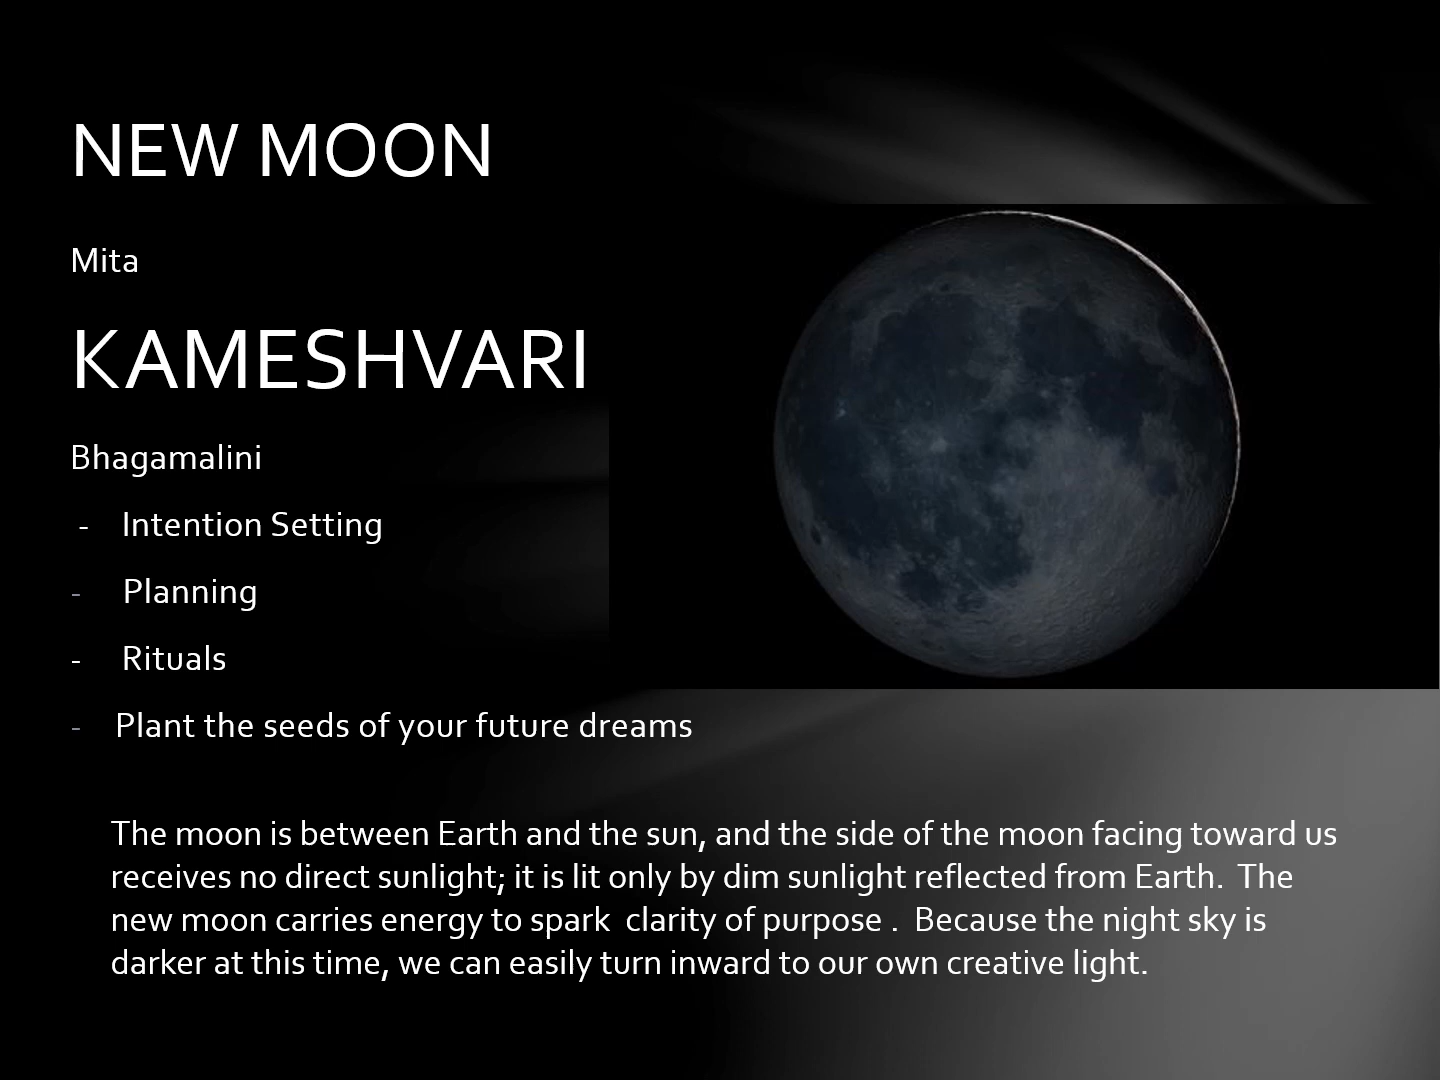 NEW MOON
Mita
KAMESHVARI
Bhagamalini
- Intention Setting
- Planning
- Rituals
- Plant the seeds of your future dreams
The moon is between Earth and the sun, and the side of the moon facing toward us
receives no direct sunlight; it is lit only by dim sunlight reflected from Earth.  The
new moon carries energy to spark  clarity of purpose .  Because the night sky is
darker at this time, we can easily turn inward to our own creative light.